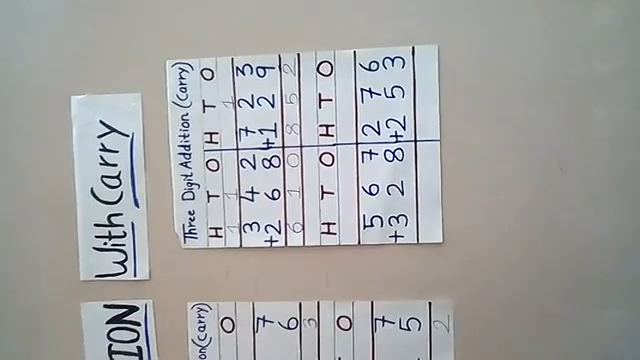 ION With Carry
on(Carry)
O
7
6
3
O
7
5
2
Three Digit Addition (Carry)
H T O H T O
1 1 1
3 4 2 7 2 3
+2 6 8 +1 2 9
6 1 0 8 5 2
H T O H T O
5 6 7 2 7 6
+3 2 8 +2 5 3